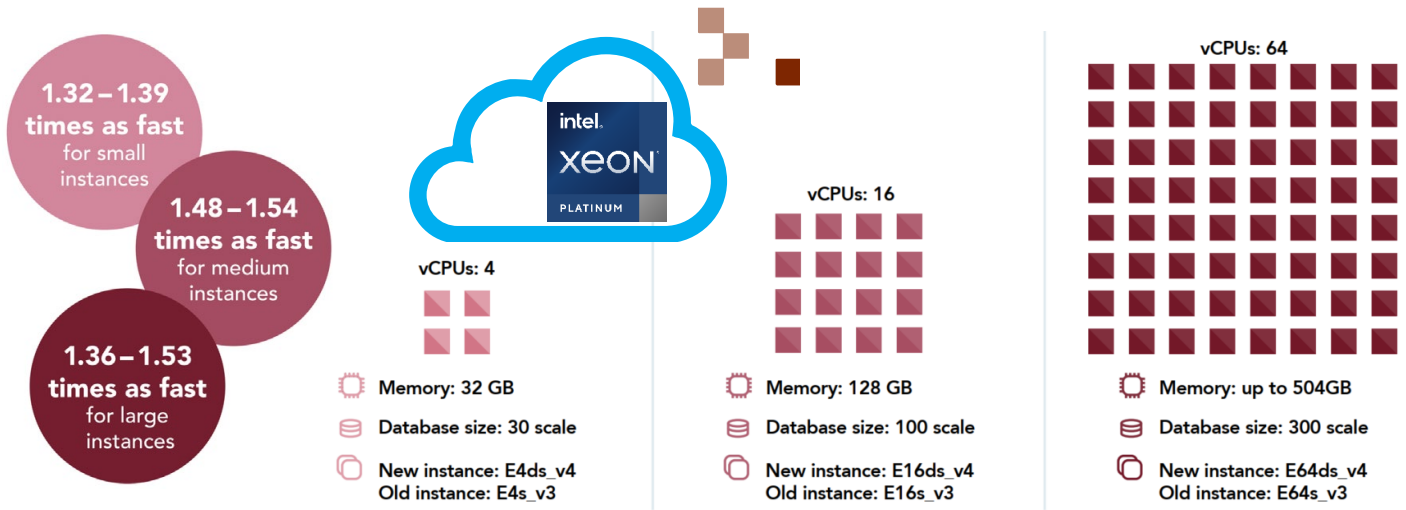 1.32–1.39
times as fast
for small
instances
1.48–1.54
times as fast
for medium
instances
1.36–1.53
times as fast
for large
instances
intel.
XEON
PLATINUM
vCPUs: 4
Memory: 32 GB
Database size: 30 scale
New instance: E4ds_v4
Old instance: E4s_v3
vCPUs: 16
Memory: 128 GB
Database size: 100 scale
New instance: E16ds_v4
Old instance: E16s_v3
vCPUs: 64
Memory: up to 504GB
Database size: 300 scale
New instance: E64ds_v4
Old instance: E64s_v3